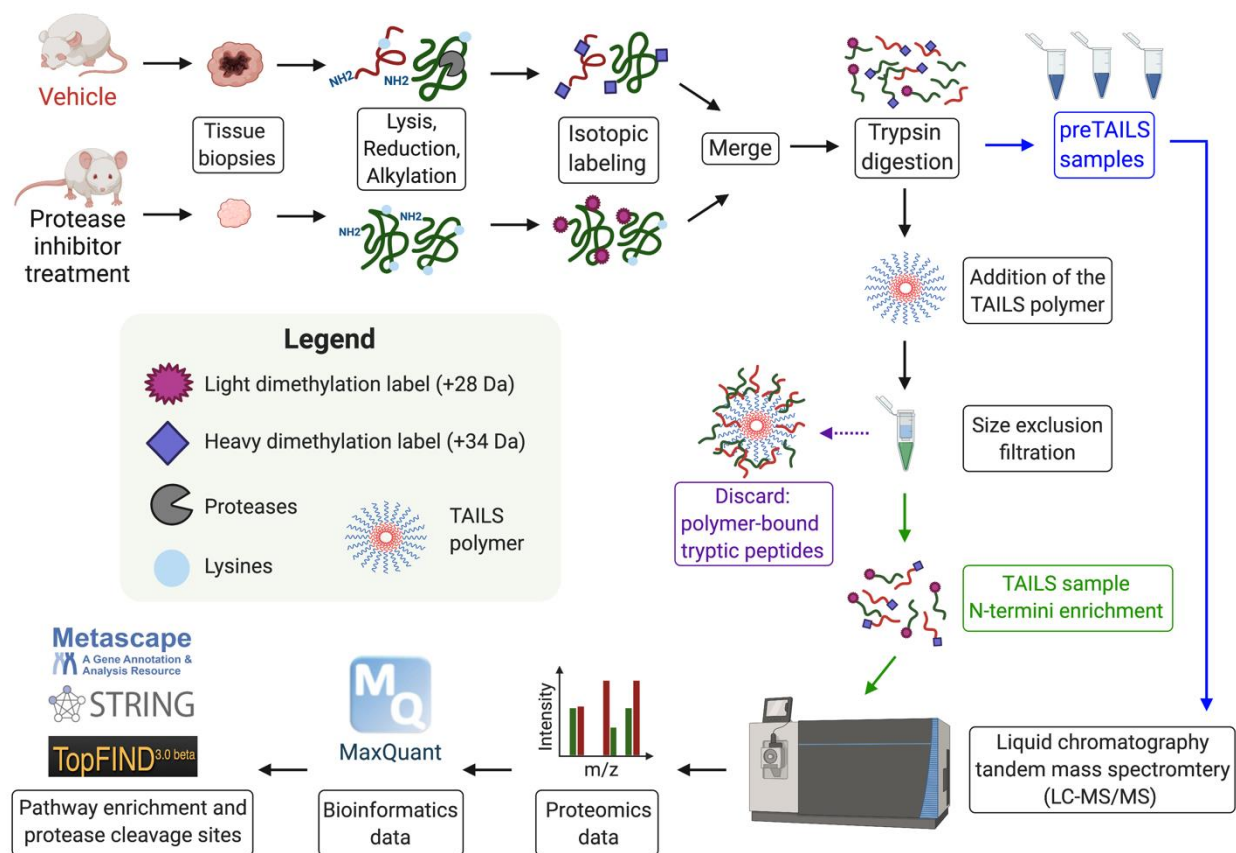 Vehicle
Protease
inhibitor
treatment
Tissue
biopsies
NH2
NH2
Lysis,
Reduction,
Alkylation
NH2
NH2
Isotopic
labeling
Merge
Trypsin
digestion
preTAILS
samples
Addition of the
TAILS polymer
Size exclusion
filtration
Discard:
polymer-bound
tryptic peptides
TAILS sample
N-termini enrichment
Legend
Light dimethylation label (+28 Da)
Heavy dimethylation label (+34 Da)
Proteases
Lysines
TAILS
polymer
Liquid chromatography
tandem mass spectromtery
(LC-MS/MS)
Intensity
m/z
Proteomics
data
MQ
MaxQuant
Bioinformatics
data
Metascape
A Gene Annotation &
Analysis Resource
STRING
TopFIND 3.0 beta
Pathway enrichment and
protease cleavage sites